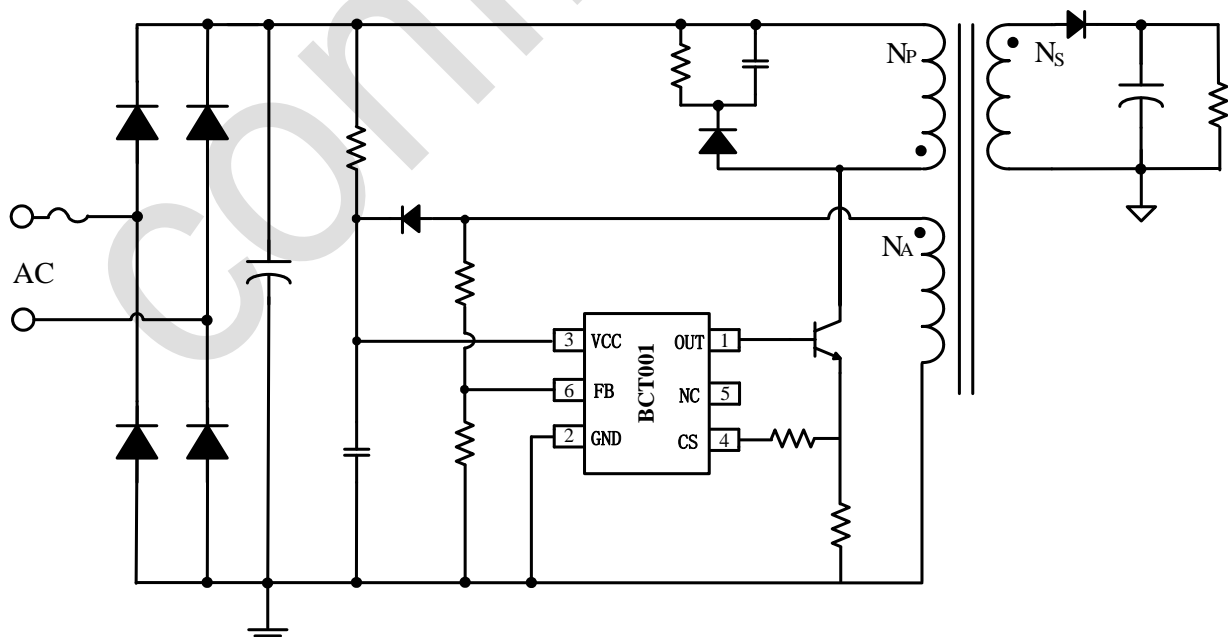 NP
NS
AC
NA
3 VCC
OUT 1
6 FB
BCT001
NC 5
2 GND
CS 4